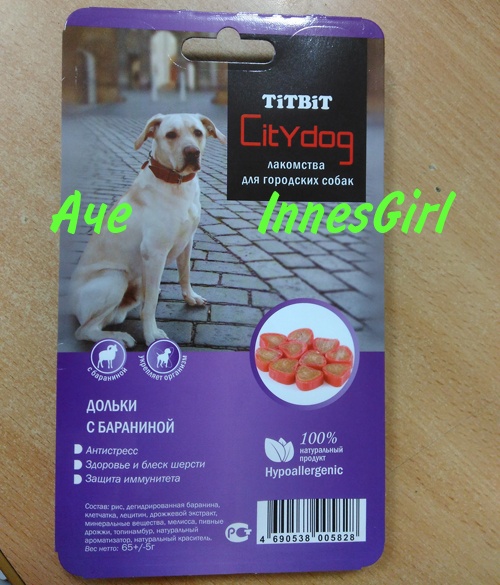 TiTBiT
CitYdog
лакомства
для городских собак
Aye InnesGirl
с бараниной
укрепляет организм
ДОЛЬКИ
С БАРАНИНОЙ
Антистресс
Здоровье и блеск шерсти
Защита иммунитета
100%
натуральный
продукт
Hypoallergenic
Состав: рис, дегидрированная баранина,
клетчатка, лецитин, дрожжевой экстракт,
минеральные вещества, мелисса, пивные
дрожжи, топинамбур, натуральный
ароматизатор, натуральный краситель.
Вес нетто: 65+/-5г
РСТ
4 690538 005828